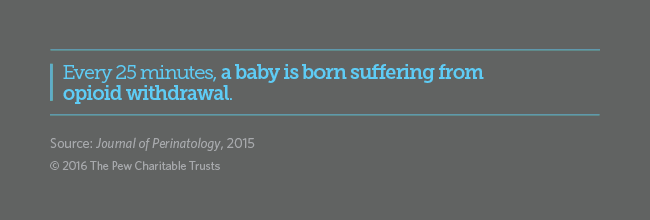 Every 25 minutes, a baby is born suffering from
opioid withdrawal.
Source: Journal of Perinatology, 2015
© 2016 The Pew Charitable Trusts